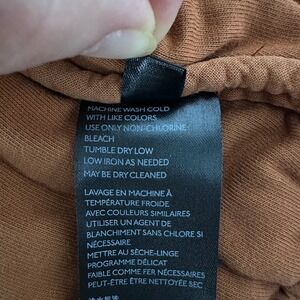 MACHINE WASH COLD
WITH LIKE COLORS
USE ONLY NON-CHLORINE
BLEACH
TUMBLE DRY LOW
LOW IRON AS NEEDED
MAY BE DRY CLEANED
LAVAGE EN MACHINE À
TEMPÉRATURE FROIDE
AVEC COULEURS SIMILAIRES
UTILISER UN AGENT DE
BLANCHIMENT SANS CHLORE SI
NÉCESSAIRE
METTRE AU SÈCHE-LINGE
PROGRAMME DÉLICAT
FAIBLE COMME FER NÉCESSAIRES
PEUT-ÊTRE ÊTRE NETTOYÉE SEC